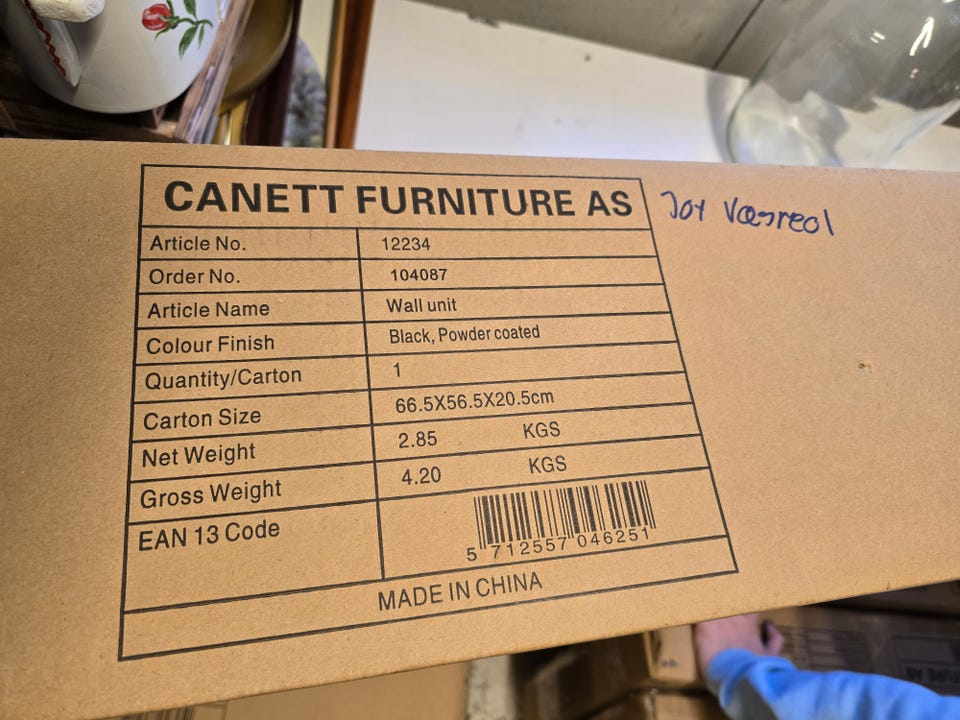 CANETT FURNITURE AS
Article No. 12234
Order No. 104087
Article Name Wall unit
Colour Finish Black, Powder coated
Quantity/Carton 1
Carton Size 66.5X56.5X20.5cm
Net Weight 2.85 KGS
Gross Weight 4.20 KGS
EAN 13 Code
5 712557 046251
MADE IN CHINA